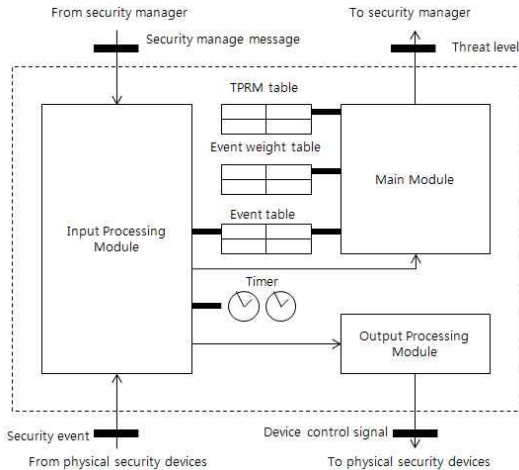 From security manager
To security manager
Security manage message
Threat level
TPRM table
Event weight table
Main Module
Event table
Input Processing
Module
Timer
Output Processing
Module
Security event
Device control signal
From physical security devices
To physical security devices